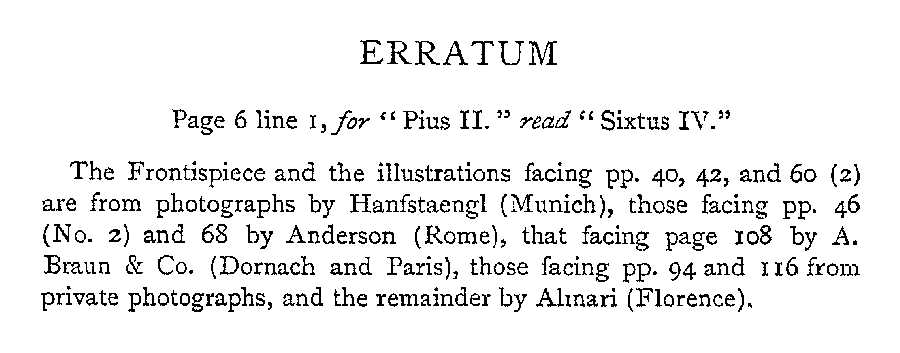 ERRATUM
Page 6 line 1, for “ Pius II. ” read “ Sixtus IV.”
The Frontispiece and the illustrations facing pp. 40, 42, and 60 (2)
are from photographs by Hanfstaengl (Munich), those facing pp. 46
(No. 2) and 68 by Anderson (Rome), that facing page 108 by A.
Braun & Co. (Dornach and Paris), those facing pp. 94 and 116 from
private photographs, and the remainder by Alinari (Florence).